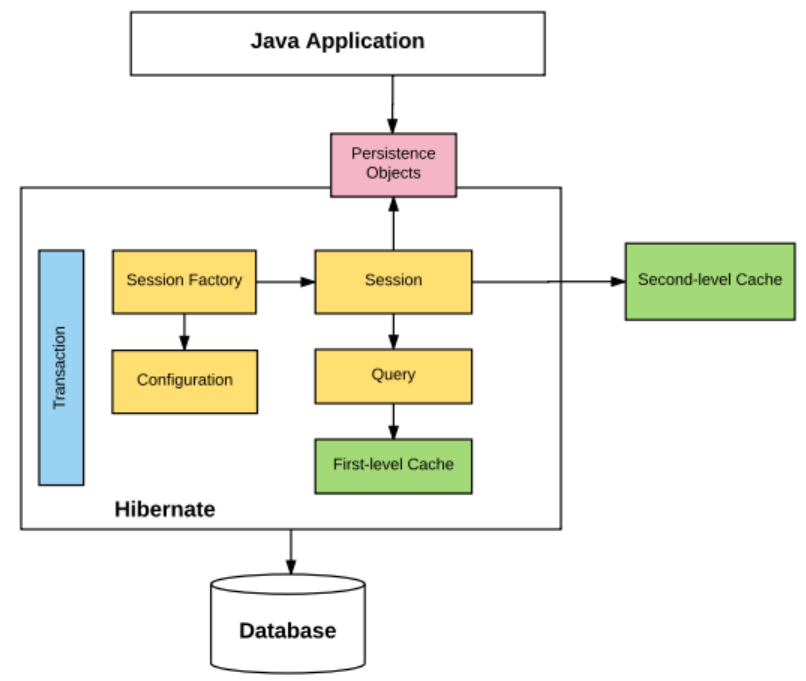 Java Application
Persistence
Objects
Session Factory
Session
Second-level Cache
Transaction
Configuration
Query
First-level Cache
Hibernate
Database